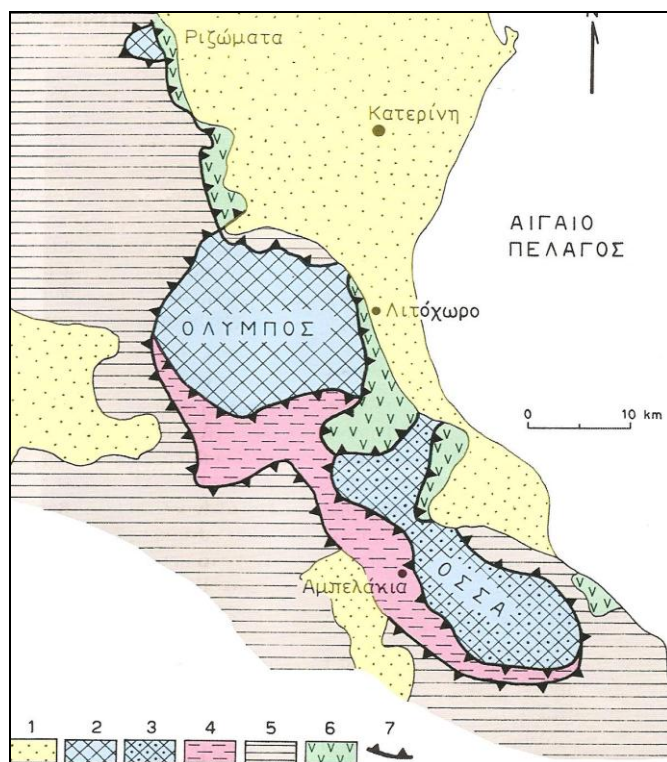 Ριζώματα
N
Κατερίνη
ΑΙΓΑΙΟ
ΠΕΛΑΓΟΣ
ΟΛΥΜΠΟΣ
Λιτόχωρο
0 10 km
ΟΣΣΑ
Αμπελάκια
1 2 3 4 5 6 7